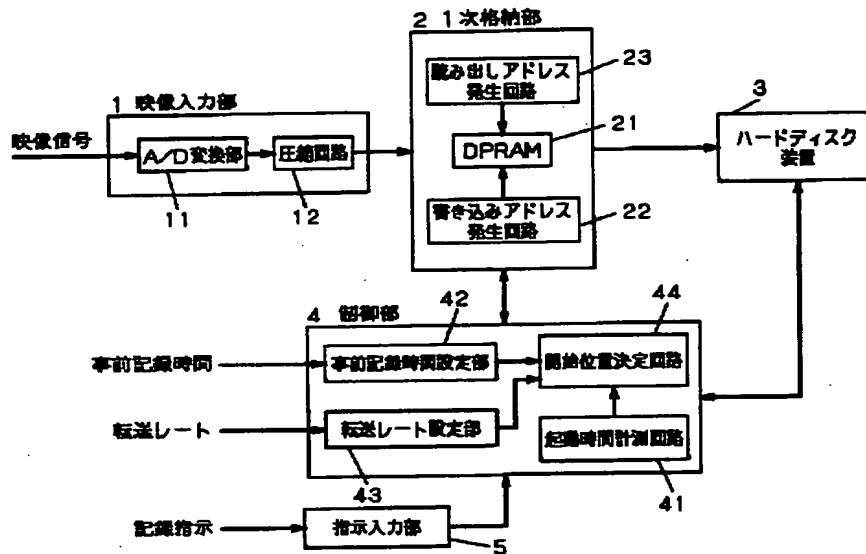 2 1次格納部
読み出しアドレス
発生回路
23
21
DPRAM
書き込みアドレス
発生回路
22
1 映像入力部
映像信号
A/D変換部
圧縮回路
11
12
3
ハードディスク
装置
4 制御部
42
44
事前記録時間
事前記録時間設定部
開始位置決定回路
転送レート
転送レート設定部
起動時間計測回路
43
41
記録指示
指示入力部
5